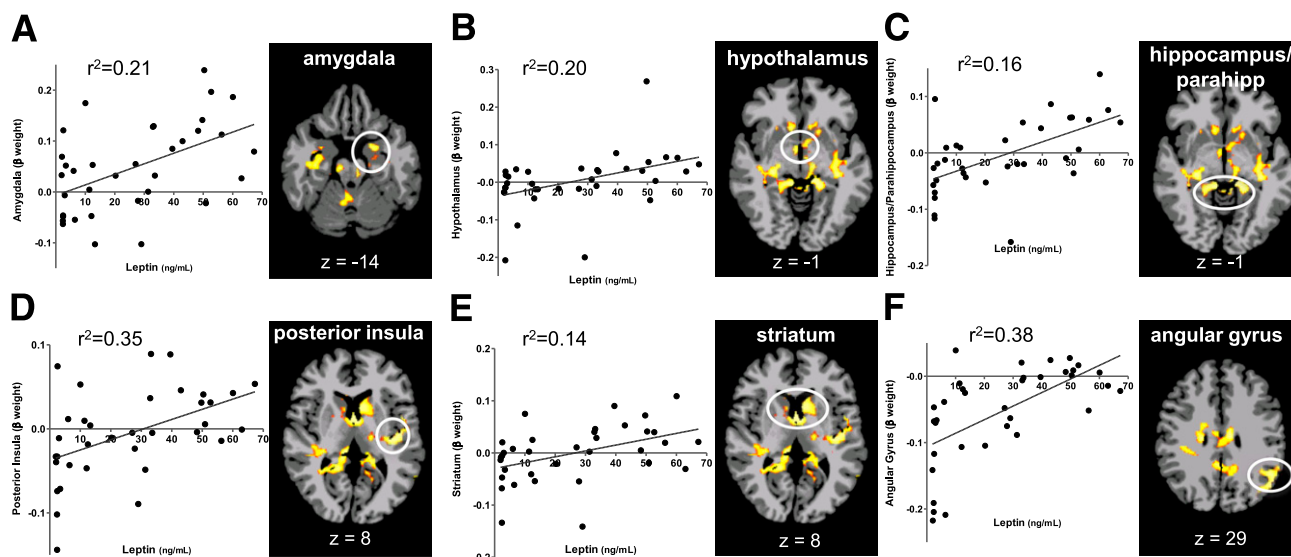 A
r²=0.21
amygdala
Amygdala (β weight)
0.3
0.2
0.1
0.0
-0.1
10 20 30 40 50 60 70
Leptin (ng/mL)
z = -14
B
r²=0.20
hypothalamus
Hypothalamus (β weight)
0.3
0.2
0.1
0.0
-0.1
-0.2
10 20 30 40 50 60 70
Leptin (ng/mL)
z = -1
C
r²=0.16
hippocampus/
parahipp
Hippocampus/Parahippocampus (β weight)
0.2
0.1
0.0
-0.1
-0.2
10 20 30 40 50 60 70
Leptin (ng/mL)
z = -1
D
r²=0.35
posterior insula
Posterior Insula (β weight)
0.1
0.0
-0.1
10 20 30 40 50 60 70
Leptin (ng/mL)
z = 8
E
r²=0.14
striatum
Striatum (β weight)
0.2
0.1
0.0
-0.1
-0.2
10 20 30 40 50 60 70
Leptin (ng/mL)
z = 8
F
r²=0.38
angular gyrus
Angular Gyrus (β weight)
-0.0
-0.1
-0.2
10 20 30 40 50 60 70
Leptin (ng/mL)
z = 29